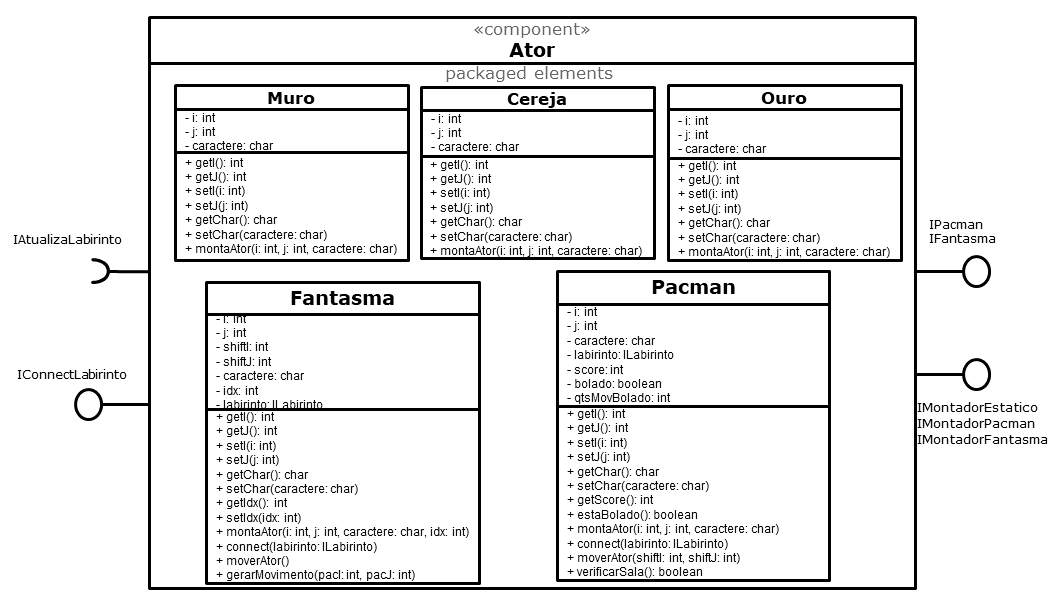 «component»
Ator
packaged elements
Muro
- i: int
- j: int
- caractere: char
+ getI(): int
+ getJ(): int
+ setI(i: int)
+ setJ(j: int)
+ getChar(): char
+ setChar(caractere: char)
+ montaAtor(i: int, j: int, caractere: char)
Cereja
- i: int
- j: int
- caractere: char
+ getI(): int
+ getJ(): int
+ setI(i: int)
+ setJ(j: int)
+ getChar(): char
+ setChar(caractere: char)
+ montaAtor(i: int, j: int, caractere: char)
Ouro
- i: int
- j: int
- caractere: char
+ getI(): int
+ getJ(): int
+ setI(i: int)
+ setJ(j: int)
+ getChar(): char
+ setChar(caractere: char)
+ montaAtor(i: int, j: int, caractere: char)
IAtualizaLabirinto
IConnectLabirinto
Fantasma
- i: int
- j: int
- shiftI: int
- shiftJ: int
- caractere: char
- idx: int
- labirinto: ILabirinto
+ getI(): int
+ getJ(): int
+ setI(i: int)
+ setJ(j: int)
+ getChar(): char
+ setChar(caractere: char)
+ getIdx(): int
+ setIdx(idx: int)
+ montaAtor(i: int, j: int, caractere: char, idx: int)
+ connect(labirinto: ILabirinto)
+ moverAtor()
+ gerarMovimento(pacI: int, pacJ: int)
Pacman
- i: int
- j: int
- caractere: char
- labirinto: ILabirinto
- score: int
- bolado: boolean
- qtsMovBolado: int
+ getI(): int
+ getJ(): int
+ setI(i: int)
+ setJ(j: int)
+ getChar(): char
+ setChar(caractere: char)
+ getScore(): int
+ estaBolado(): boolean
+ montaAtor(i: int, j: int, caractere: char)
+ connect(labirinto: ILabirinto)
+ moverAtor(shiftI: int, shiftJ: int)
+ verificarSala(): boolean
IPacman
IFantasma
IMontadorEstatico
IMontadorPacman
IMontadorFantasma